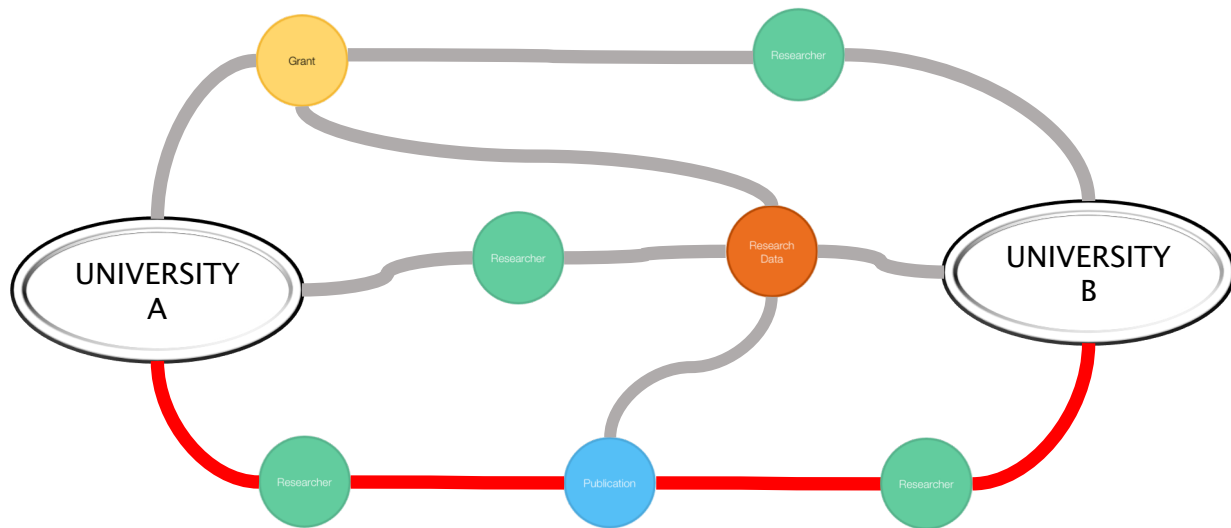 Grant
Researcher
UNIVERSITY
A
Researcher
Research
Data
UNIVERSITY
B
Researcher
Publication
Researcher